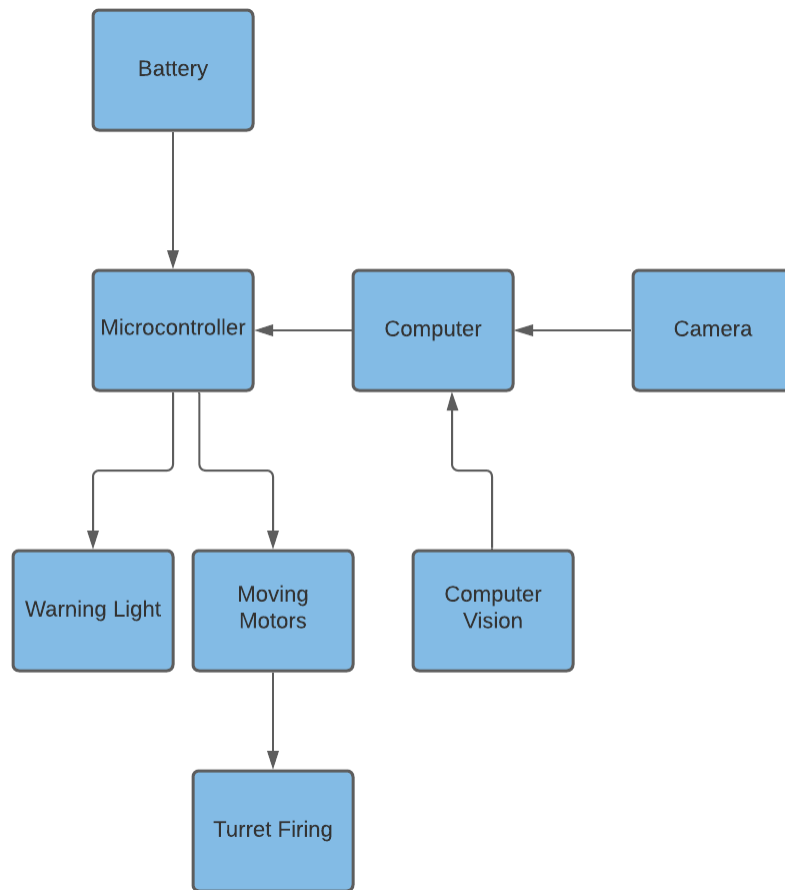 Battery
Microcontroller
Computer
Camera
Warning Light
Moving
Motors
Computer
Vision
Turret Firing